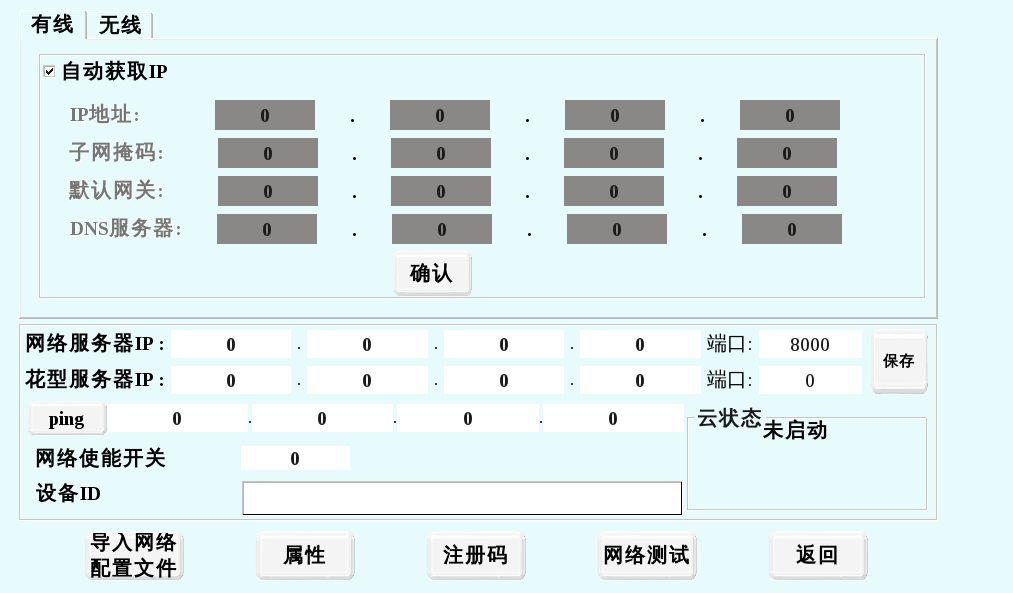 有线 无线
自动获取IP
IP地址: 0 . 0 . 0 . 0
子网掩码: 0 . 0 . 0 . 0
默认网关: 0 . 0 . 0 . 0
DNS服务器: 0 . 0 . 0 . 0
确认
网络服务器IP : 0 . 0 . 0 . 0 端口: 8000
花型服务器IP : 0 . 0 . 0 . 0 端口: 0
保存
ping 0 . 0 . 0 . 0
云状态
未启动
网络使能开关 0
设备ID
导入网络
配置文件
属性 注册码 网络测试 返回